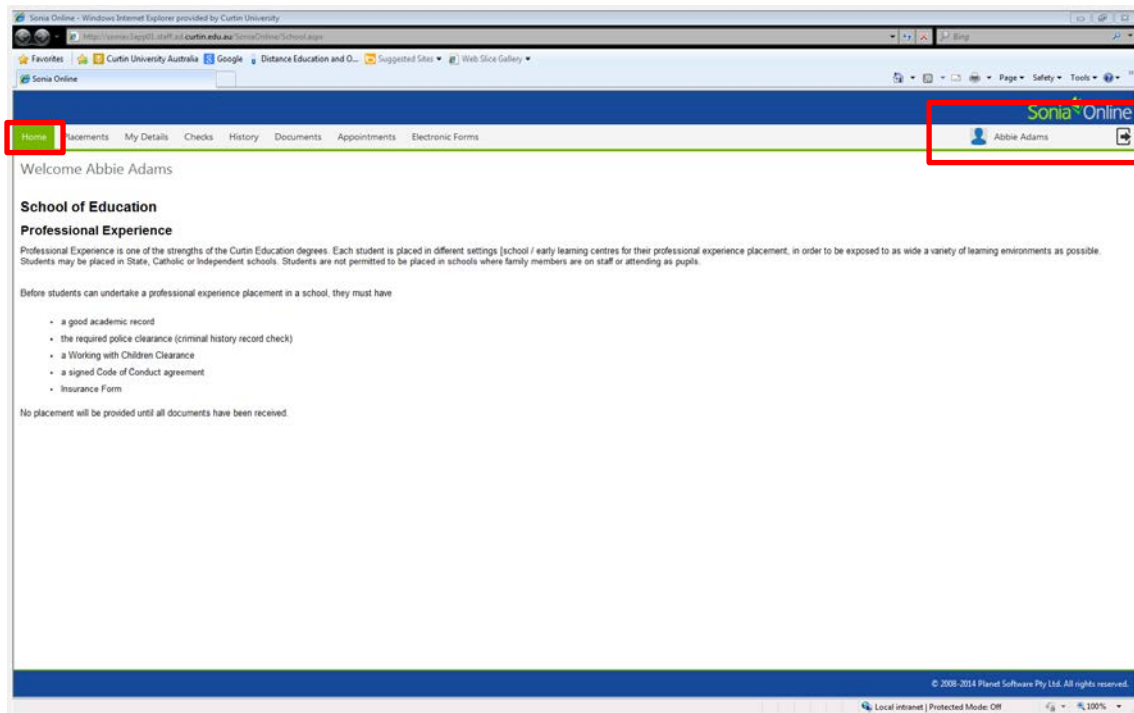 Sonia Online - Windows Internet Explorer provided by Curtin University
Bing
Favorites Curtin University Australia Google Distance Education and O... Suggested Sites Web Slice Gallery
Sonia Online Page Safety Tools
Sonia Online
Home Placements My Details Checks History Documents Appointments Electronic Forms Abbie Adams
Welcome Abbie Adams
School of Education
Professional Experience
Professional Experience is one of the strengths of the Curtin Education degrees. Each student is placed in different settings [school / early learning centres for their professional experience placement, in order to be exposed to as wide a variety of learning environments as possible.
Students may be placed in State, Catholic or Independent schools. Students are not permitted to be placed in schools where family members are on staff or attending as pupils.
Before students can undertake a professional experience placement in a school, they must have
• a good academic record
• the required police clearance (criminal history record check)
• a Working with Children Clearance
• a signed Code of Conduct agreement
• Insurance Form
No placement will be provided until all documents have been received.
© 2008-2014 Planet Software Pty Ltd. All rights reserved.
Local intranet | Protected Mode: Off 100%